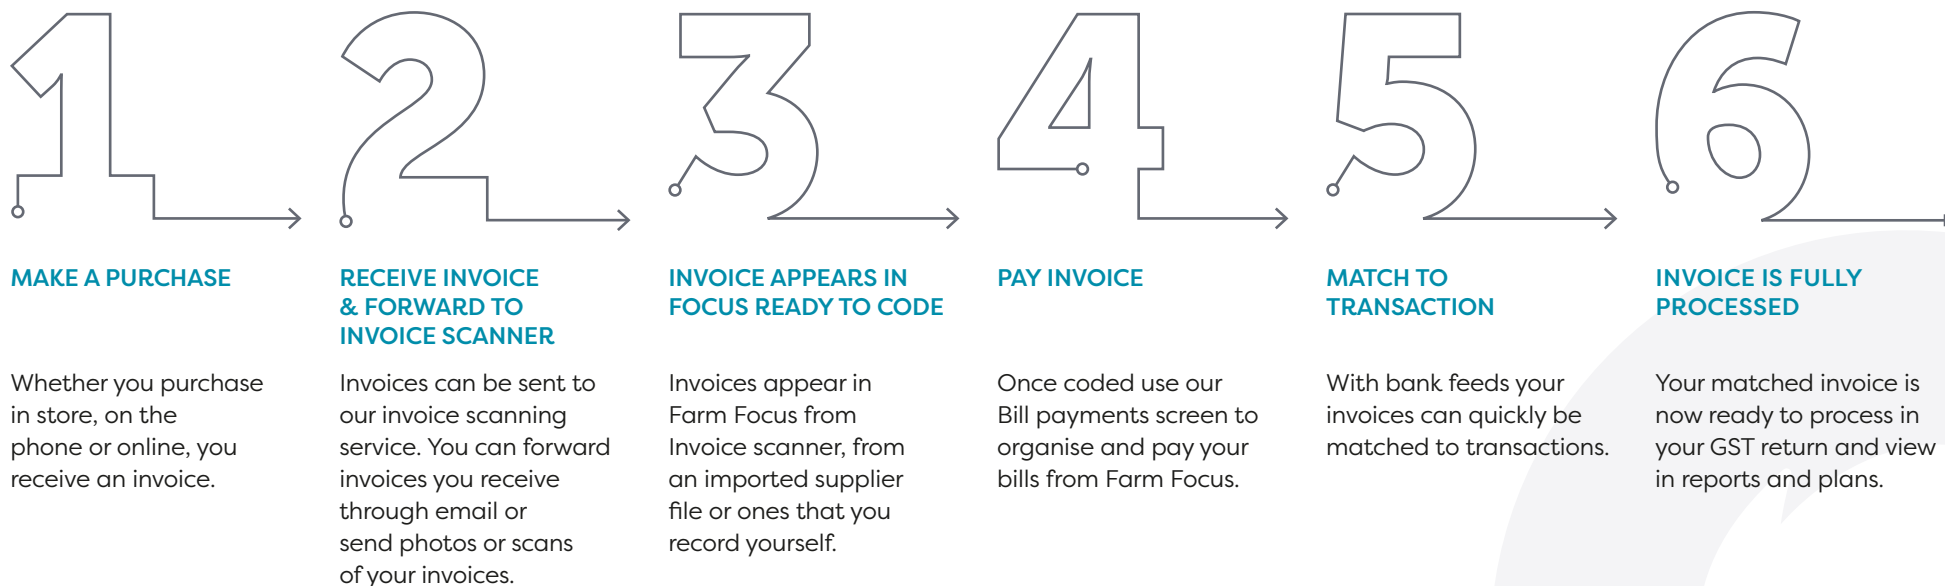 1
MAKE A PURCHASE
Whether you purchase
in store, on the
phone or online, you
receive an invoice.
2
RECEIVE INVOICE
& FORWARD TO
INVOICE SCANNER
Invoices can be sent to
our invoice scanning
service. You can forward
invoices you receive
through email or
send photos or scans
of your invoices.
3
INVOICE APPEARS IN
FOCUS READY TO CODE
Invoices appear in
Farm Focus from
Invoice scanner, from
an imported supplier
file or ones that you
record yourself.
4
PAY INVOICE
Once coded use our
Bill payments screen to
organise and pay your
bills from Farm Focus.
5
MATCH TO
TRANSACTION
With bank feeds your
invoices can quickly be
matched to transactions.
6
INVOICE IS FULLY
PROCESSED
Your matched invoice is
now ready to process in
your GST return and view
in reports and plans.